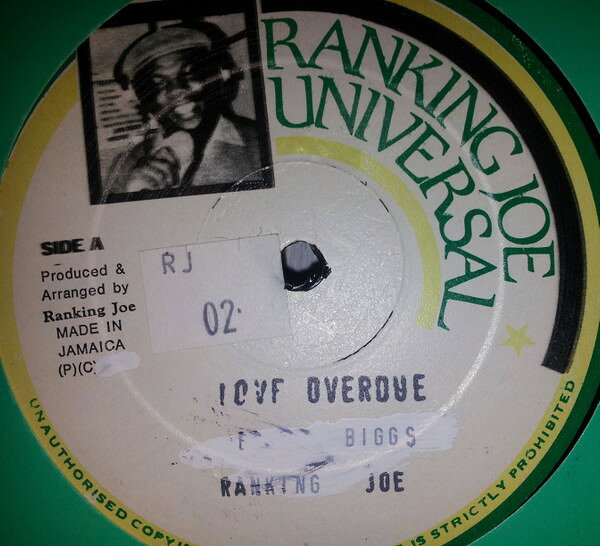 RANKING JOE
UNIVERSAL
SIDE A
Produced &
Arranged by
Ranking Joe
MADE IN
JAMAICA
(P)(C)
RJ
02.
LOVE OVERDUE
BIGGS
RANKING JOE
UNAUTHORISED
IS STRICTLY PROHIBITED